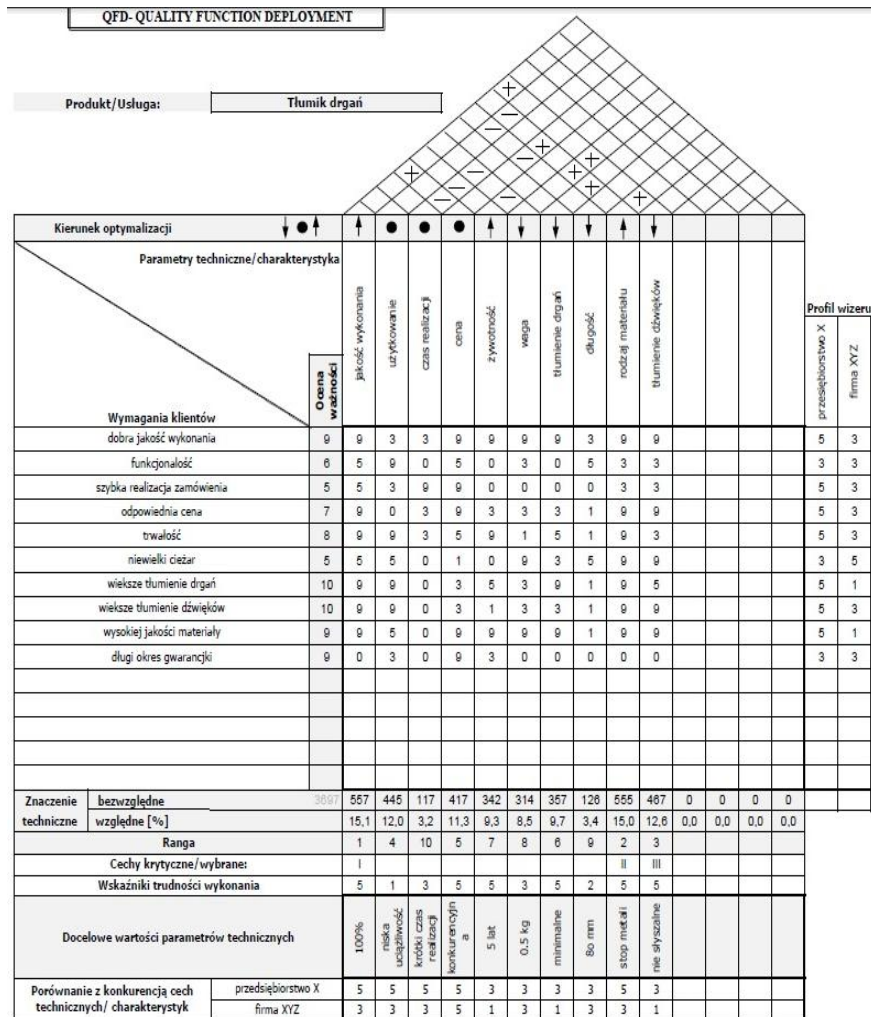 QFD- QUALITY FUNCTION DEPLOYMENT
Produkt/Usługa: Tłumik drgań
+
−
−
+ − +
+ − + +
− − +
− − +
Kierunek optymalizacji ↓ ● ↑ ↑ ● ● ● ↑ ↓ ↓ ↓ ↑ ↓
Parametry techniczne/charakterystyka
Wymagania klientów
Ocena ważności
jakość wykonania
użytkowanie
czas realizacji
cena
żywotność
waga
tłumienie drgań
długość
rodzaj materiału
tłumienie dźwięków
Profil wizeru
przesiębiorstwo X
firma XYZ
dobra jakość wykonania 9 9 3 3 9 9 9 9 3 9 9 5 3
funkcjonalość 6 5 9 0 5 0 3 0 5 3 3 3 3
szybka realizacja zamówienia 5 5 3 9 9 0 0 0 0 3 3 5 3
odpowiednia cena 7 9 0 3 9 3 3 3 1 9 9 5 3
trwałość 8 9 9 3 5 9 1 5 1 9 3 5 3
niewielki cieżar 5 5 5 0 1 0 9 3 5 9 9 3 5
wieksze tłumienie drgań 10 9 9 0 3 5 3 9 1 9 5 5 1
wieksze tłumienie dźwięków 10 9 9 0 3 1 3 3 1 9 9 5 3
wysokiej jakości materiały 9 9 5 0 9 9 9 9 1 9 9 5 1
długi okres gwarancjki 9 0 3 0 9 3 0 0 0 0 0 3 3
Znaczenie techniczne
bezwzględne 3697 557 445 117 417 342 314 357 126 555 467 0 0 0 0
względne [%] 15,1 12,0 3,2 11,3 9,3 8,5 9,7 3,4 15,0 12,6 0,0 0,0 0,0 0,0
Ranga 1 4 10 5 7 8 6 9 2 3
Cechy krytyczne/wybrane: I II III
Wskaźniki trudności wykonania 5 1 3 5 5 3 5 2 5 5
Docelowe wartości parametrów technicznych
100%
niska uciążliwość
krótki czas realizacji
konkurencyjna
5 lat
0.5 kg
minimalne
80 mm
stop metali
nie słyszalne
Porównanie z konkurencją cech
technicznych/ charakterystyk
przedsiębiorstwo X 5 5 5 5 3 3 3 3 5 3
firma XYZ 3 3 3 5 1 3 1 3 3 1